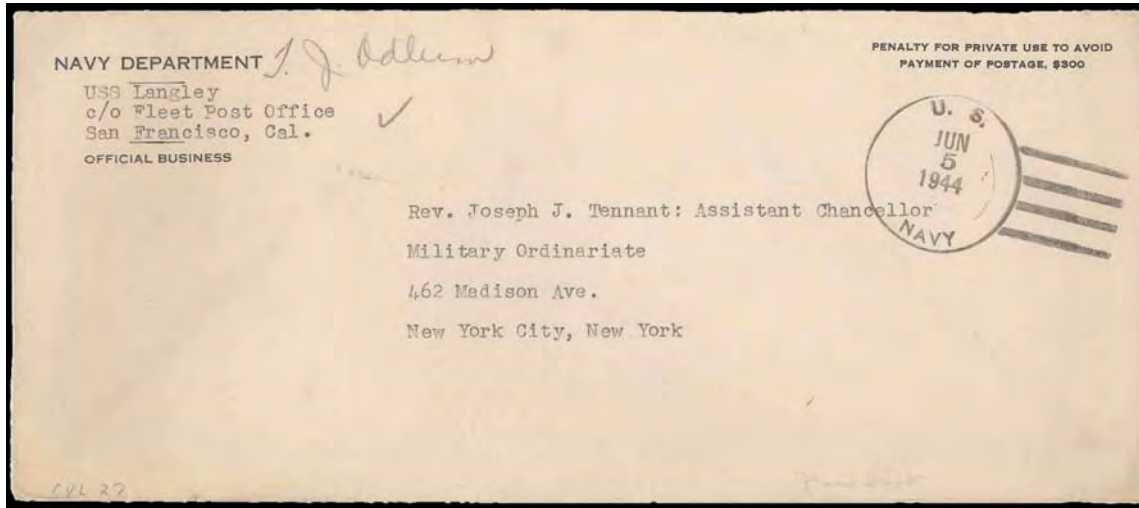 NAVY DEPARTMENT T. J. Odlum
USS Langley
c/o Fleet Post Office
San Francisco, Cal.
OFFICIAL BUSINESS
PENALTY FOR PRIVATE USE TO AVOID
PAYMENT OF POSTAGE, $300
U. S.
JUN
5
1944
NAVY
Rev. Joseph J. Tennant: Assistant Chancellor
Military Ordinariate
462 Madison Ave.
New York City, New York
CVL 27